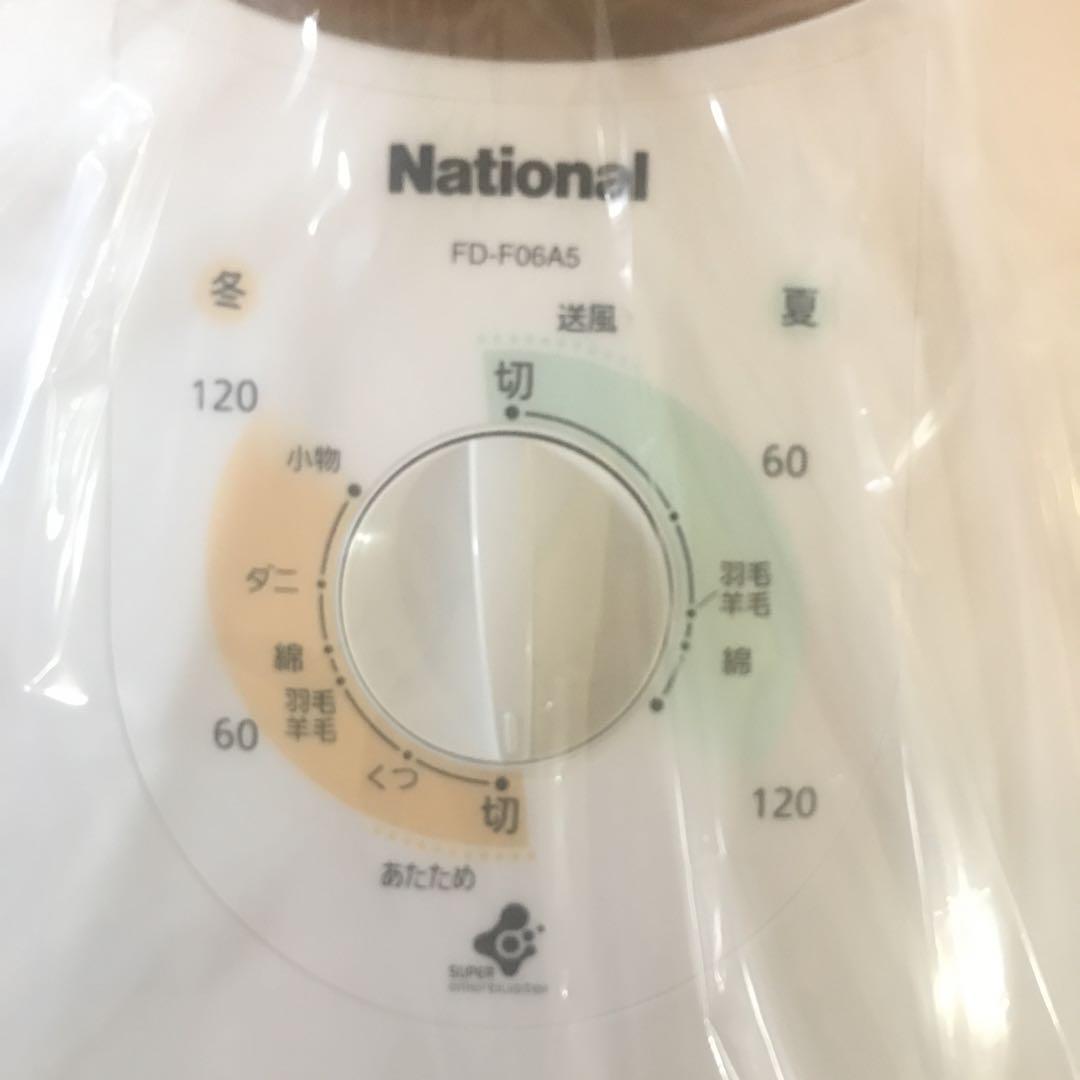 National
FD-F06A5
冬
夏
送風
切
120
60
小物
羽毛
羊毛
ダニ
綿
綿
羽毛
羊毛
60
くつ
切
120
あたため
SUPER